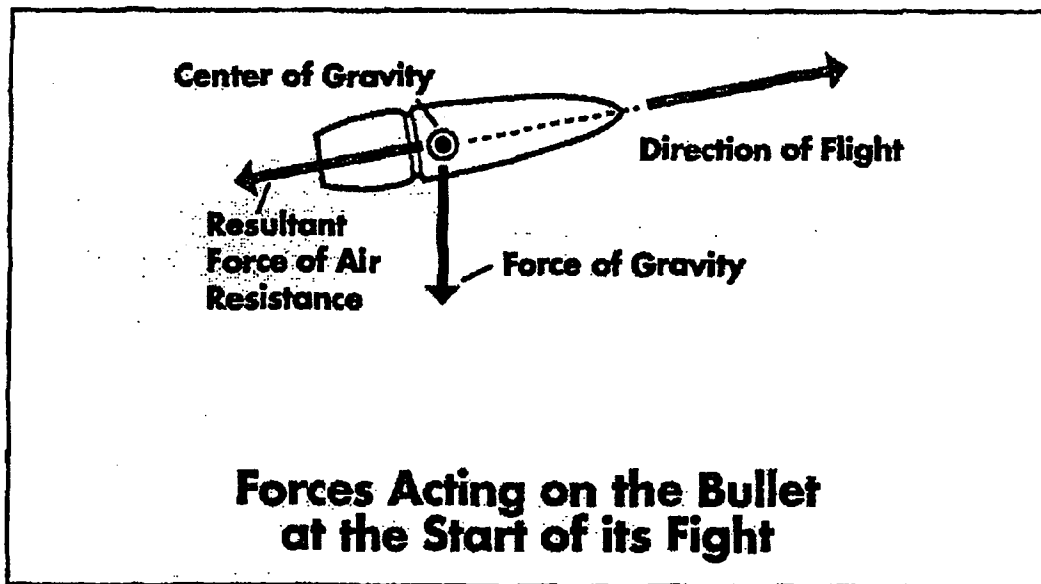 Center of Gravity
Direction of Flight
Resultant
Force of Air
Resistance
Force of Gravity
Forces Acting on the Bullet
at the Start of its Fight